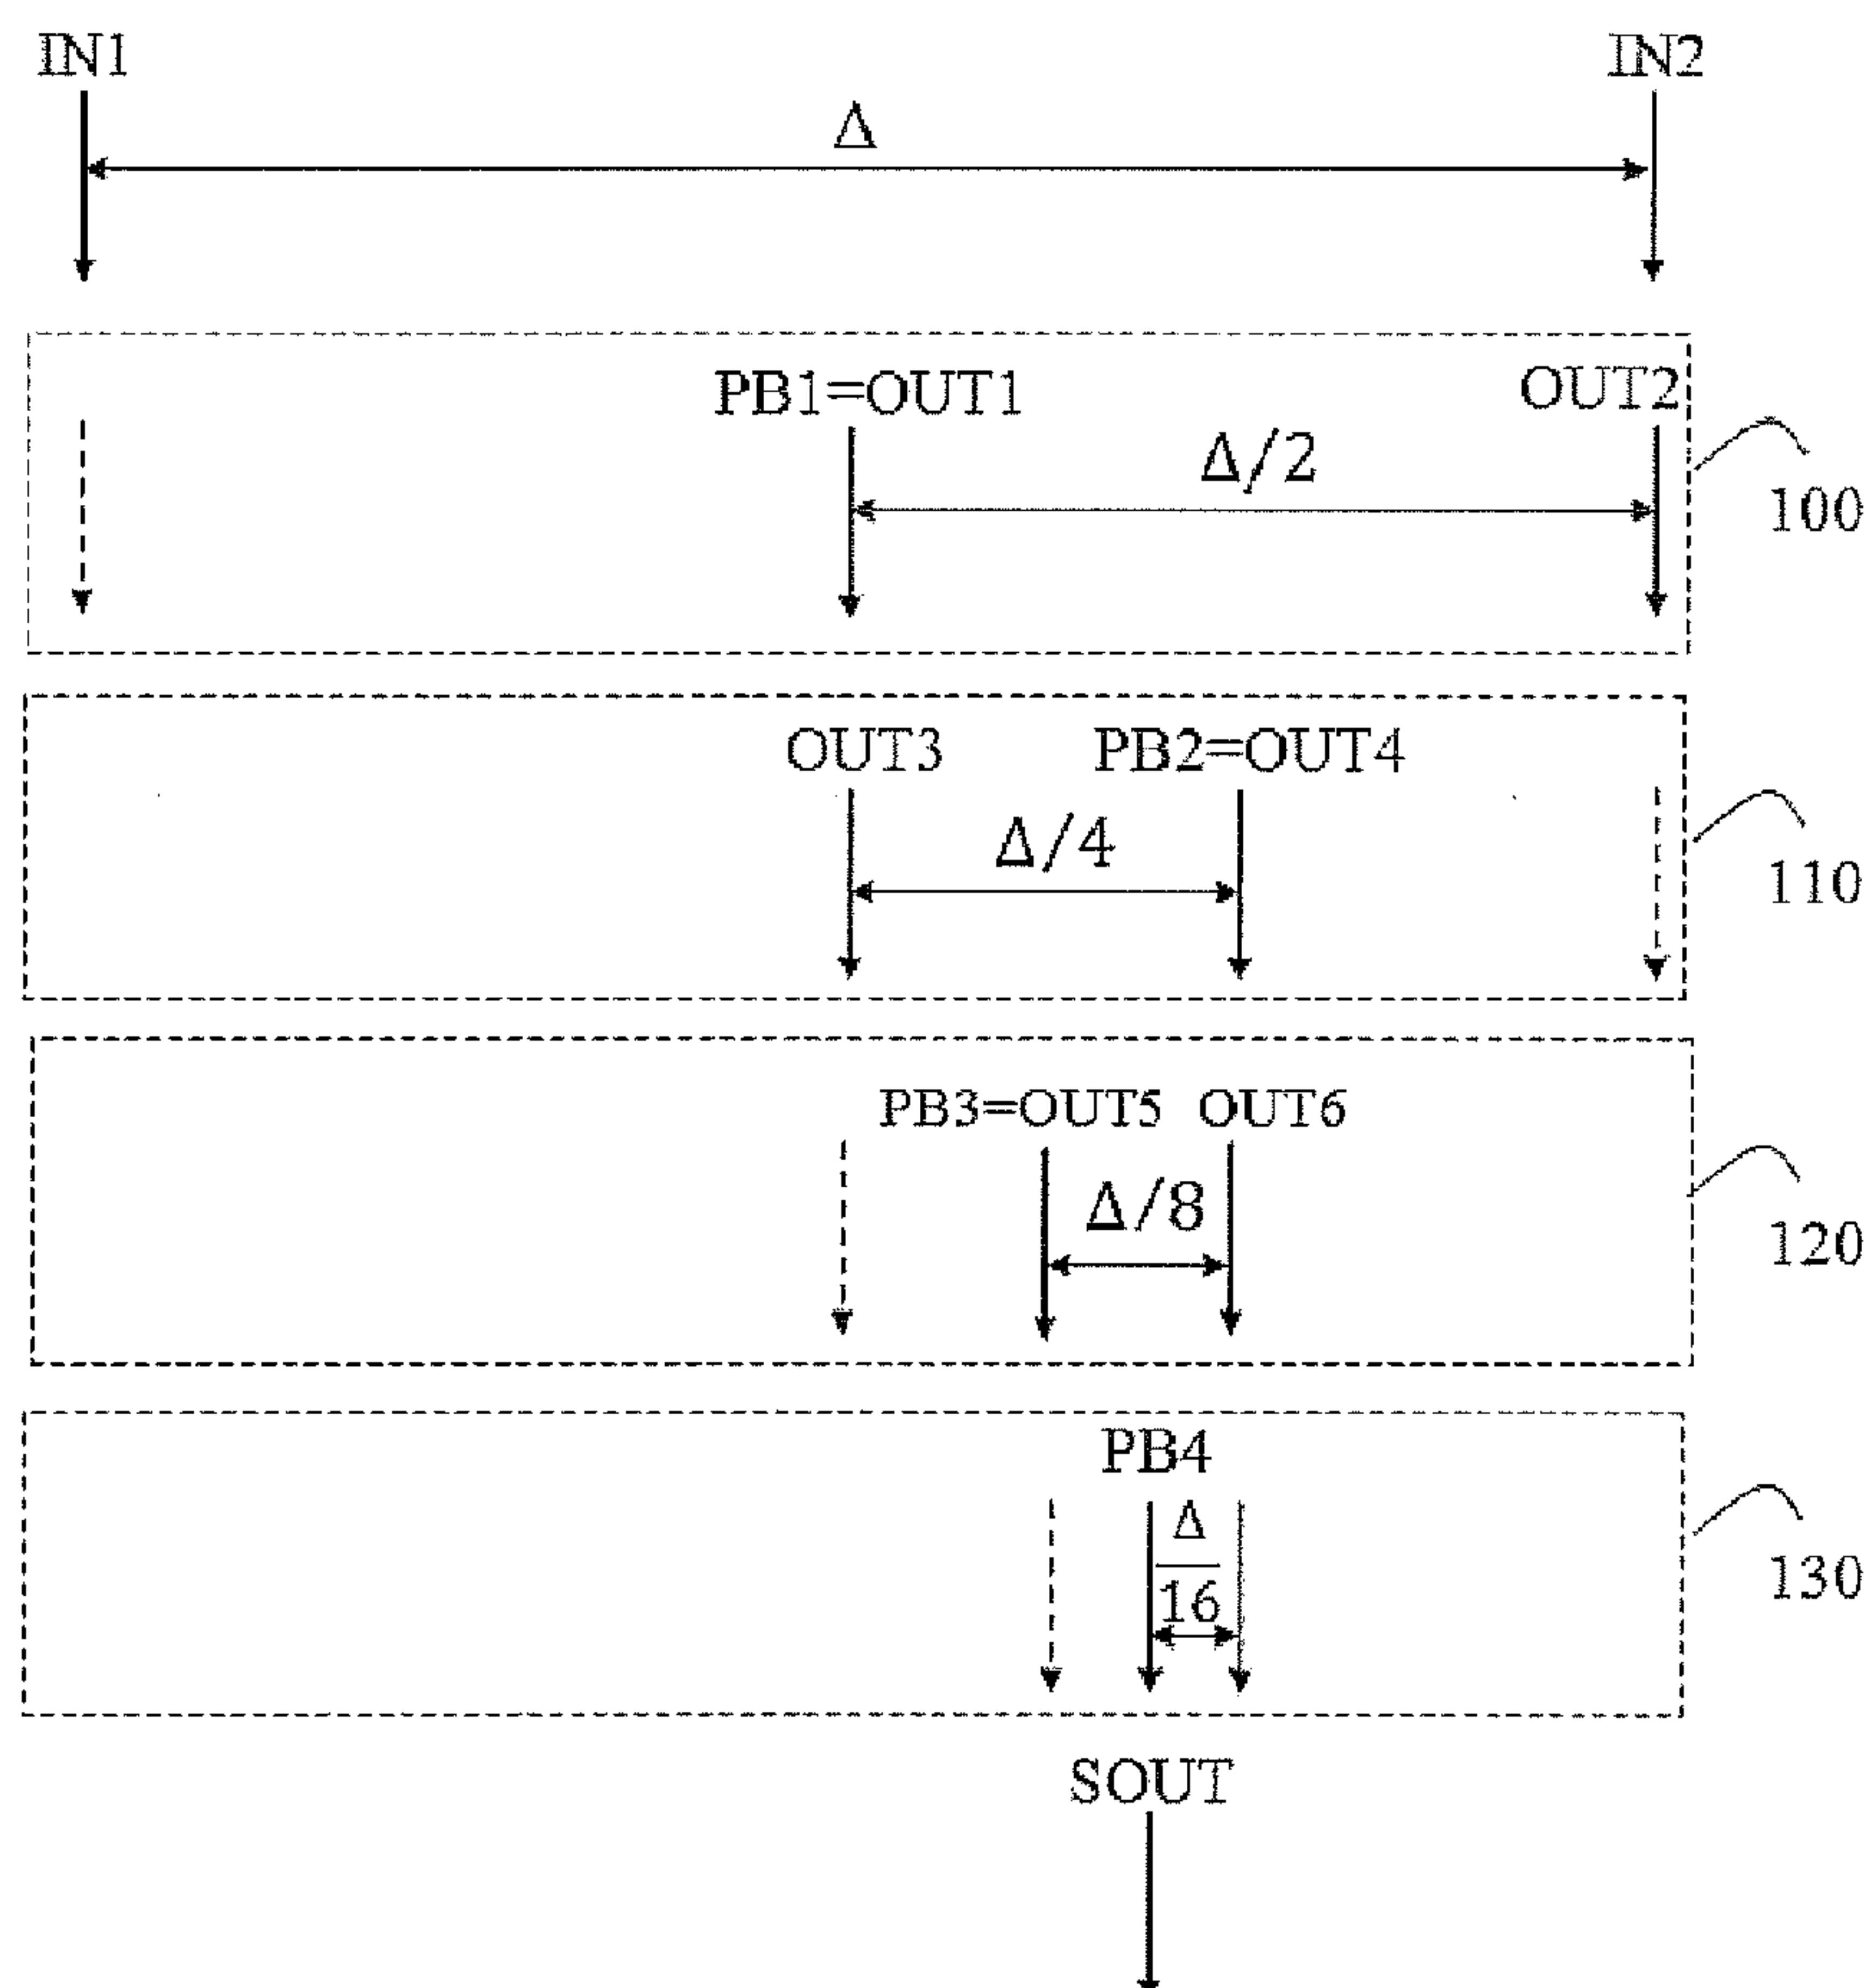 IN1 IN2
Δ
PB1=OUT1 OUT2
Δ/2
100
OUT3 PB2=OUT4
Δ/4
110
PB3=OUT5 OUT6
Δ/8
120
PB4
Δ
16
130
SOUT